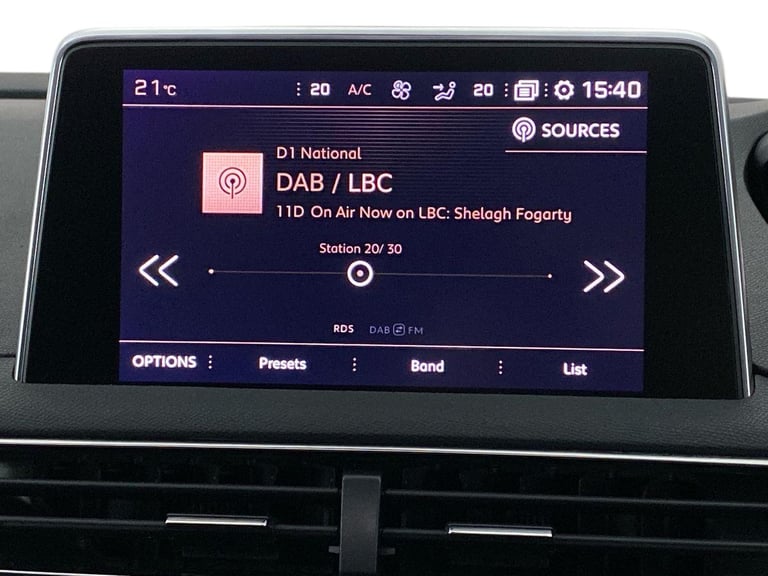 21°C 20 A/C 20 15:40
SOURCES
D1 National
DAB / LBC
11D On Air Now on LBC: Shelagh Fogarty
Station 20/ 30
RDS DAB FM
OPTIONS Presets Band List